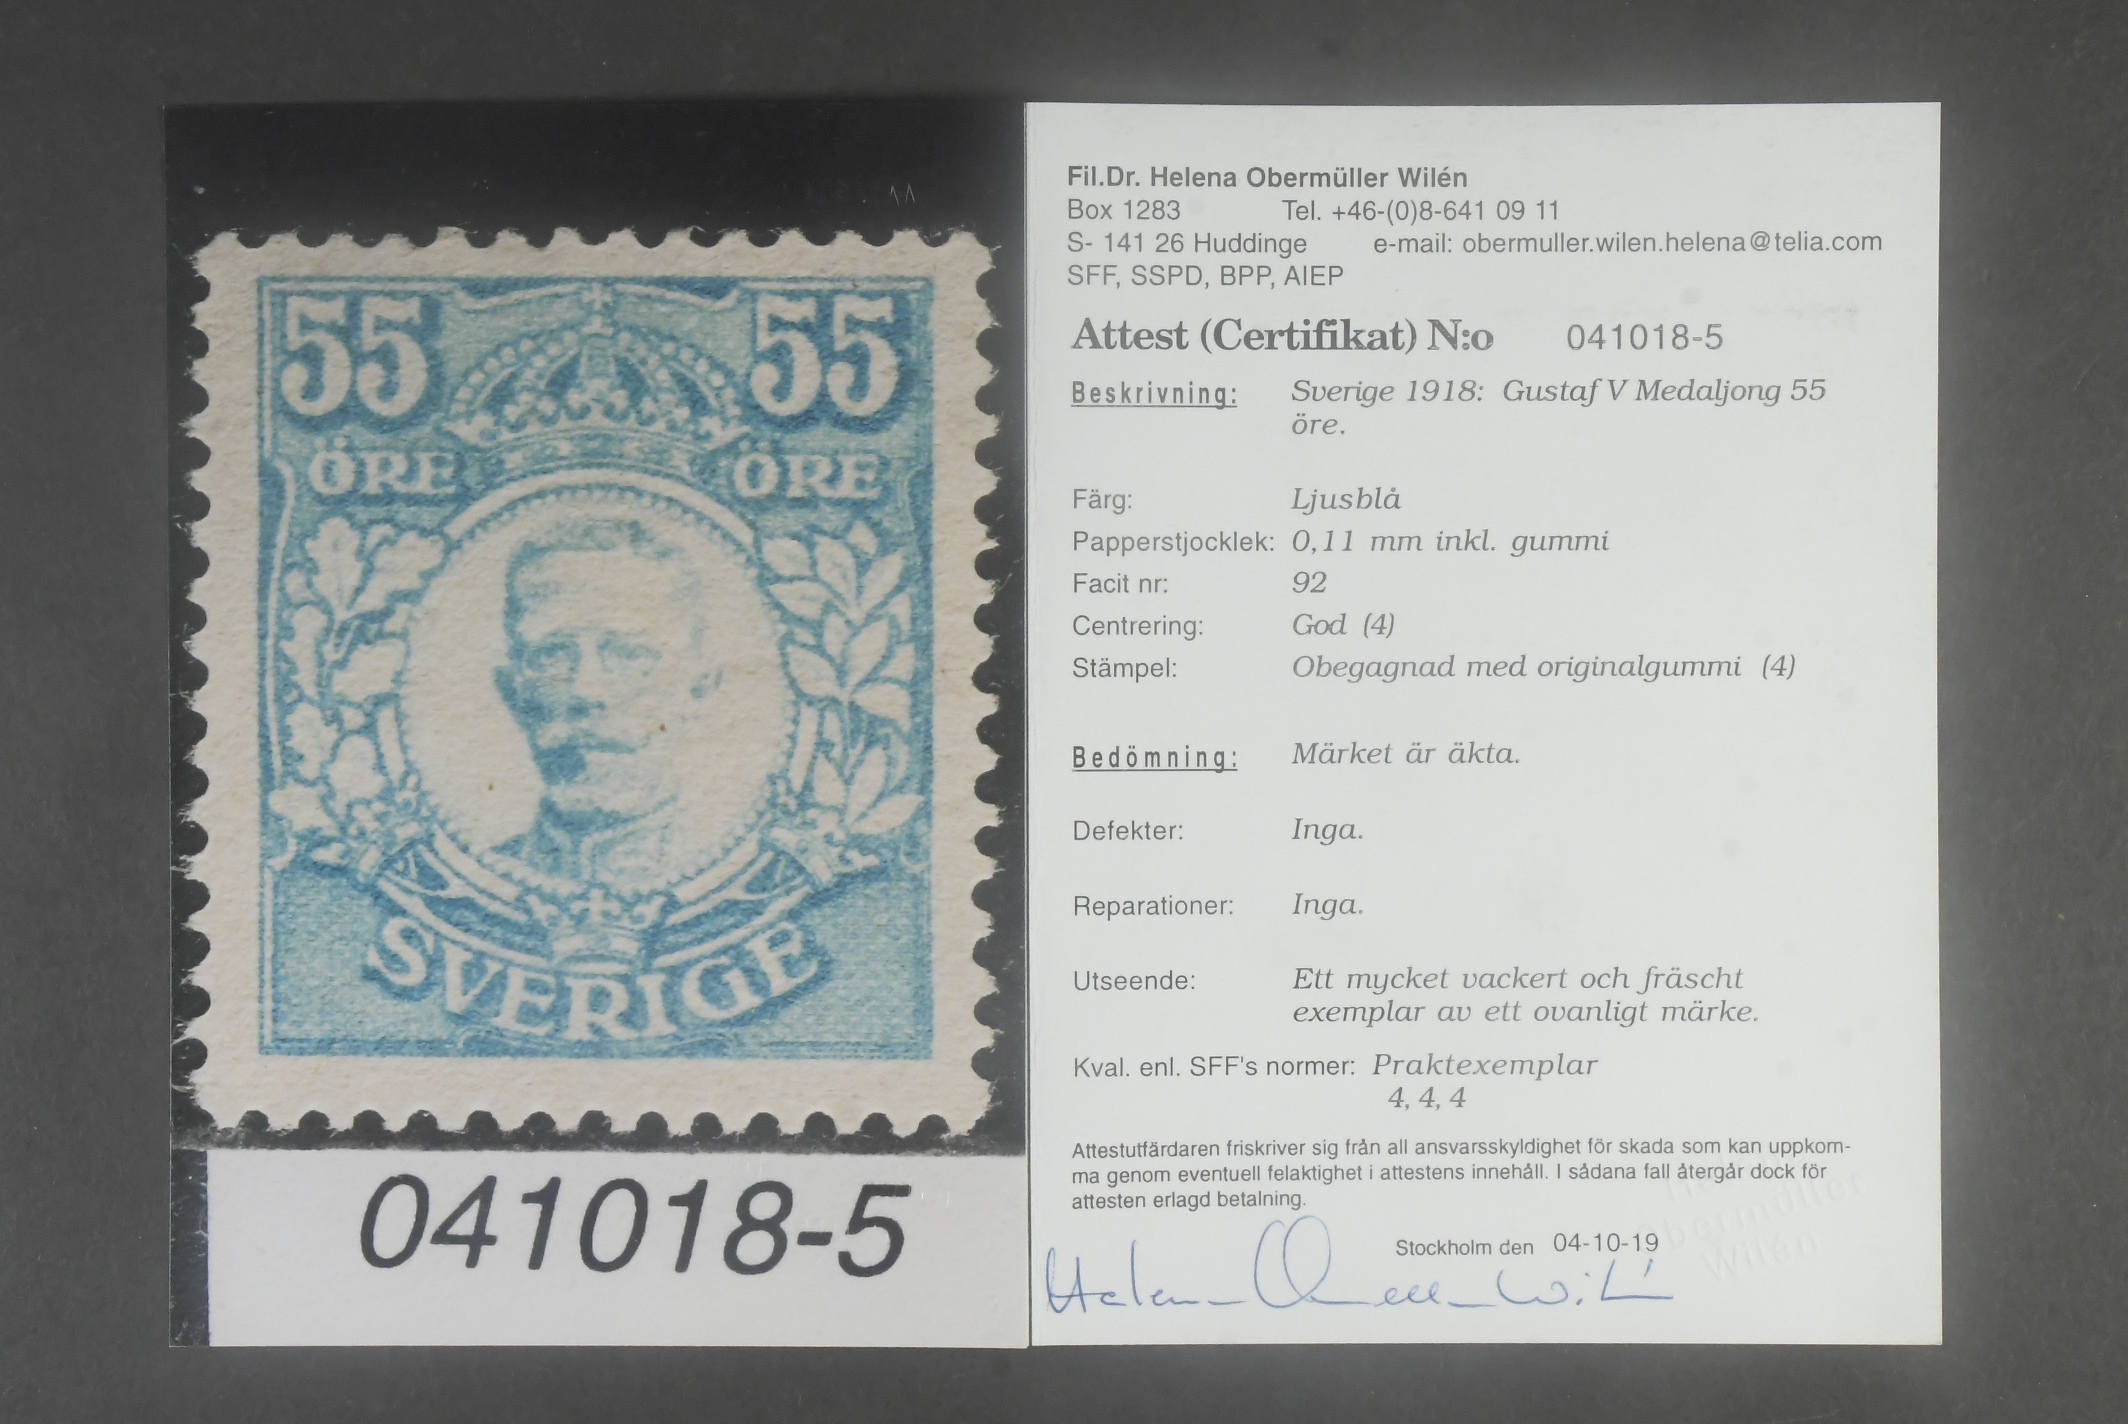 55 55
ÖRE ÖRE
SVERIGE
041018-5
Fil.Dr. Helena Obermüller Wilén
Box 1283 Tel. +46-(0)8-641 09 11
S- 141 26 Huddinge e-mail: obermuller.wilen.helena@telia.com
SFF, SSPD, BPP, AIEP
Attest (Certifikat) N:o 041018-5
Beskrivning: Sverige 1918: Gustaf V Medaljong 55
öre.
Färg: Ljusblå
Papperstjocklek: 0,11 mm inkl. gummi
Facit nr: 92
Centrering: God (4)
Stämpel: Obegagnad med originalgummi (4)
Bedömning: Märket är äkta.
Defekter: Inga.
Reparationer: Inga.
Utseende: Ett mycket vackert och fräscht
exemplar av ett ovanligt märke.
Kval. enl. SFF's normer: Praktexemplar
4, 4, 4
Attestutfärdaren friskriver sig från all ansvarsskyldighet för skada som kan uppkom-
ma genom eventuell felaktighet i attestens innehåll. I sådana fall återgår dock för
attesten erlagd betalning.
Obermüller
Wilén
Stockholm den 04-10-19